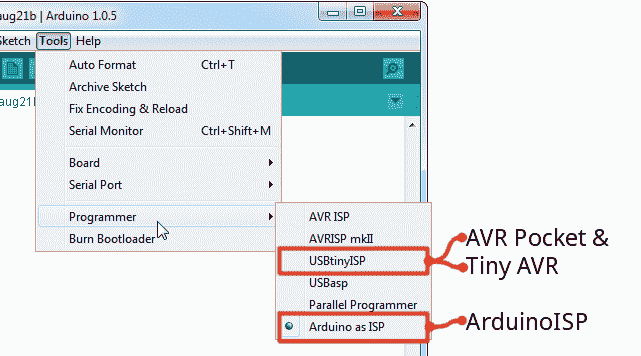 aug21b | Arduino 1.0.5
Sketch Tools Help
Auto Format Ctrl+T
Archive Sketch
aug21b
Fix Encoding & Reload
Serial Monitor Ctrl+Shift+M
Board
Serial Port
Programmer
Burn Bootloader
AVR ISP
AVRISP mkII
USBtinyISP
USBasp
Parallel Programmer
Arduino as ISP
AVR Pocket &
Tiny AVR
ArduinoISP